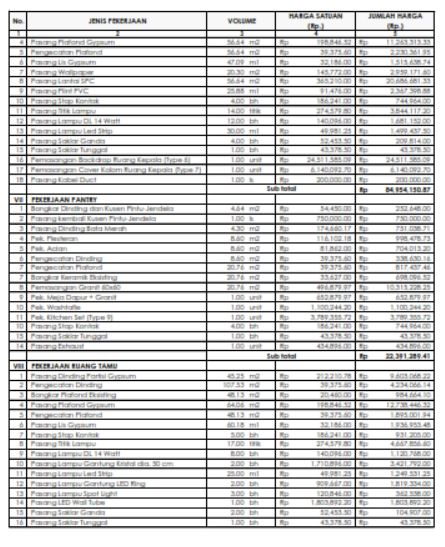 No. JENIS PEKERJAAN VOLUME HARGA SATUAN (Rp.) JUMLAH HARGA (Rp.)
1 2 3 4 5
4 Pasang Plafond Gypsum 56.64 m2 Rp 198,846.52 Rp 11,263,313.33
5 Pengecatan Plafond 56.64 m2 Rp 39,375.60 Rp 2,230,361.95
6 Pasang Lis Gypsum 47.09 m1 Rp 32,186.00 Rp 1,515,638.74
7 Pasang Wallpaper 20.30 m2 Rp 145,772.00 Rp 2,959,171.60
8 Pasang Lantai SPC 56.64 m2 Rp 365,210.00 Rp 20,686,681.33
9 Pasang Plint PVC 25.88 m1 Rp 91,476.00 Rp 2,367,398.88
10 Pasang Stop Kontak 4.00 bh Rp 186,241.00 Rp 744,964.00
11 Pasang Titik Lampu 14.00 titik Rp 274,579.80 Rp 3,844,117.20
12 Pasang Lampu DL 14 Watt 12.00 bh Rp 140,096.00 Rp 1,681,152.00
13 Pasang Lampu Led Strip 30.00 m1 Rp 49,981.25 Rp 1,499,437.50
14 Pasang Saklar Ganda 4.00 bh Rp 52,453.50 Rp 209,814.00
15 Pasang Saklar Tunggal 1.00 bh Rp 43,378.50 Rp 43,378.50
16 Pemasangan Backdrop Ruang Kepala (Type 6) 1.00 unit Rp 24,511,585.09 Rp 24,511,585.09
17 Pemasangan Cover Kolom Ruang Kepala (Type 7) 1.00 unit Rp 6,140,092.70 Rp 6,140,092.70
18 Pasang Kabel Duct 1.00 ls Rp 200,000.00 Rp 200,000.00
Sub total Rp 84,954,150.87
VII PEKERJAAN PANTRY
1 Bongkar Dinding dan Kusen Pintu-Jendela 4.64 m2 Rp 54,450.00 Rp 252,648.00
2 Pasang kembali Kusen Pintu-Jendela 1.00 ls Rp 750,000.00 Rp 750,000.00
3 Pasang Dinding Bata Merah 4.30 m2 Rp 174,660.17 Rp 751,038.71
4 Pek. Plesteran 8.60 m2 Rp 116,102.18 Rp 998,478.73
5 Pek. Acian 8.60 m2 Rp 81,862.00 Rp 704,013.20
6 Pengecatan Dinding 8.60 m2 Rp 39,375.60 Rp 338,630.16
7 Pengecatan Plafond 20.76 m2 Rp 39,375.60 Rp 817,437.46
7 Bongkar Keramik Eksisting 20.76 m2 Rp 33,627.00 Rp 698,096.52
8 Pemasangan Granit 60x60 20.76 m2 Rp 496,879.97 Rp 10,315,228.25
9 Pek. Meja Dapur + Granit 1.00 unit Rp 652,879.97 Rp 652,879.97
10 Pek. Washtafle 1.00 unit Rp 1,100,244.20 Rp 1,100,244.20
11 Pek. Kitchen Set (Type 9) 1.00 unit Rp 3,789,355.72 Rp 3,789,355.72
10 Pasang Stop Kontak 4.00 bh Rp 186,241.00 Rp 744,964.00
15 Pasang Saklar Tunggal 1.00 bh Rp 43,378.50 Rp 43,378.50
14 Pasang Exhaust 1.00 unit Rp 434,896.00 Rp 434,896.00
Sub total Rp 22,391,289.41
VIII PEKERJAAN RUANG TAMU
1 Pasang Dinding Partisi Gypsum 45.25 m2 Rp 212,210.78 Rp 9,603,068.22
2 Pengecatan Dinding 107.53 m2 Rp 39,375.60 Rp 4,234,066.14
3 Bongkar Plafond Eksisting 48.13 m2 Rp 20,460.00 Rp 984,664.10
4 Pasang Plafond Gypsum 64.06 m2 Rp 198,846.52 Rp 12,738,446.32
5 Pengecatan Plafond 48.13 m2 Rp 39,375.60 Rp 1,895,001.94
6 Pasang Lis Gypsum 60.18 m1 Rp 32,186.00 Rp 1,936,953.48
7 Pasang Stop Kontak 5.00 bh Rp 186,241.00 Rp 931,205.00
8 Pasang Titik Lampu 17.00 titik Rp 274,579.80 Rp 4,667,856.60
9 Pasang Lampu DL 14 Watt 8.00 bh Rp 140,096.00 Rp 1,120,768.00
10 Pasang Lampu Gantung Kristal dia. 50 cm 2.00 bh Rp 1,710,896.00 Rp 3,421,792.00
11 Pasang Lampu Led Strip 25.00 m1 Rp 49,981.25 Rp 1,249,531.25
12 Pasang Lampu Gantung LED Ring 2.00 bh Rp 909,667.00 Rp 1,819,334.00
13 Pasang Lampu Spot Light 3.00 bh Rp 120,846.00 Rp 362,538.00
14 Pasang LED Wall Tube 1.00 bh Rp 1,803,892.20 Rp 1,803,892.20
15 Pasang Saklar Ganda 2.00 bh Rp 52,453.50 Rp 104,907.00
16 Pasang Saklar Tunggal 1.00 bh Rp 43,378.50 Rp 43,378.50